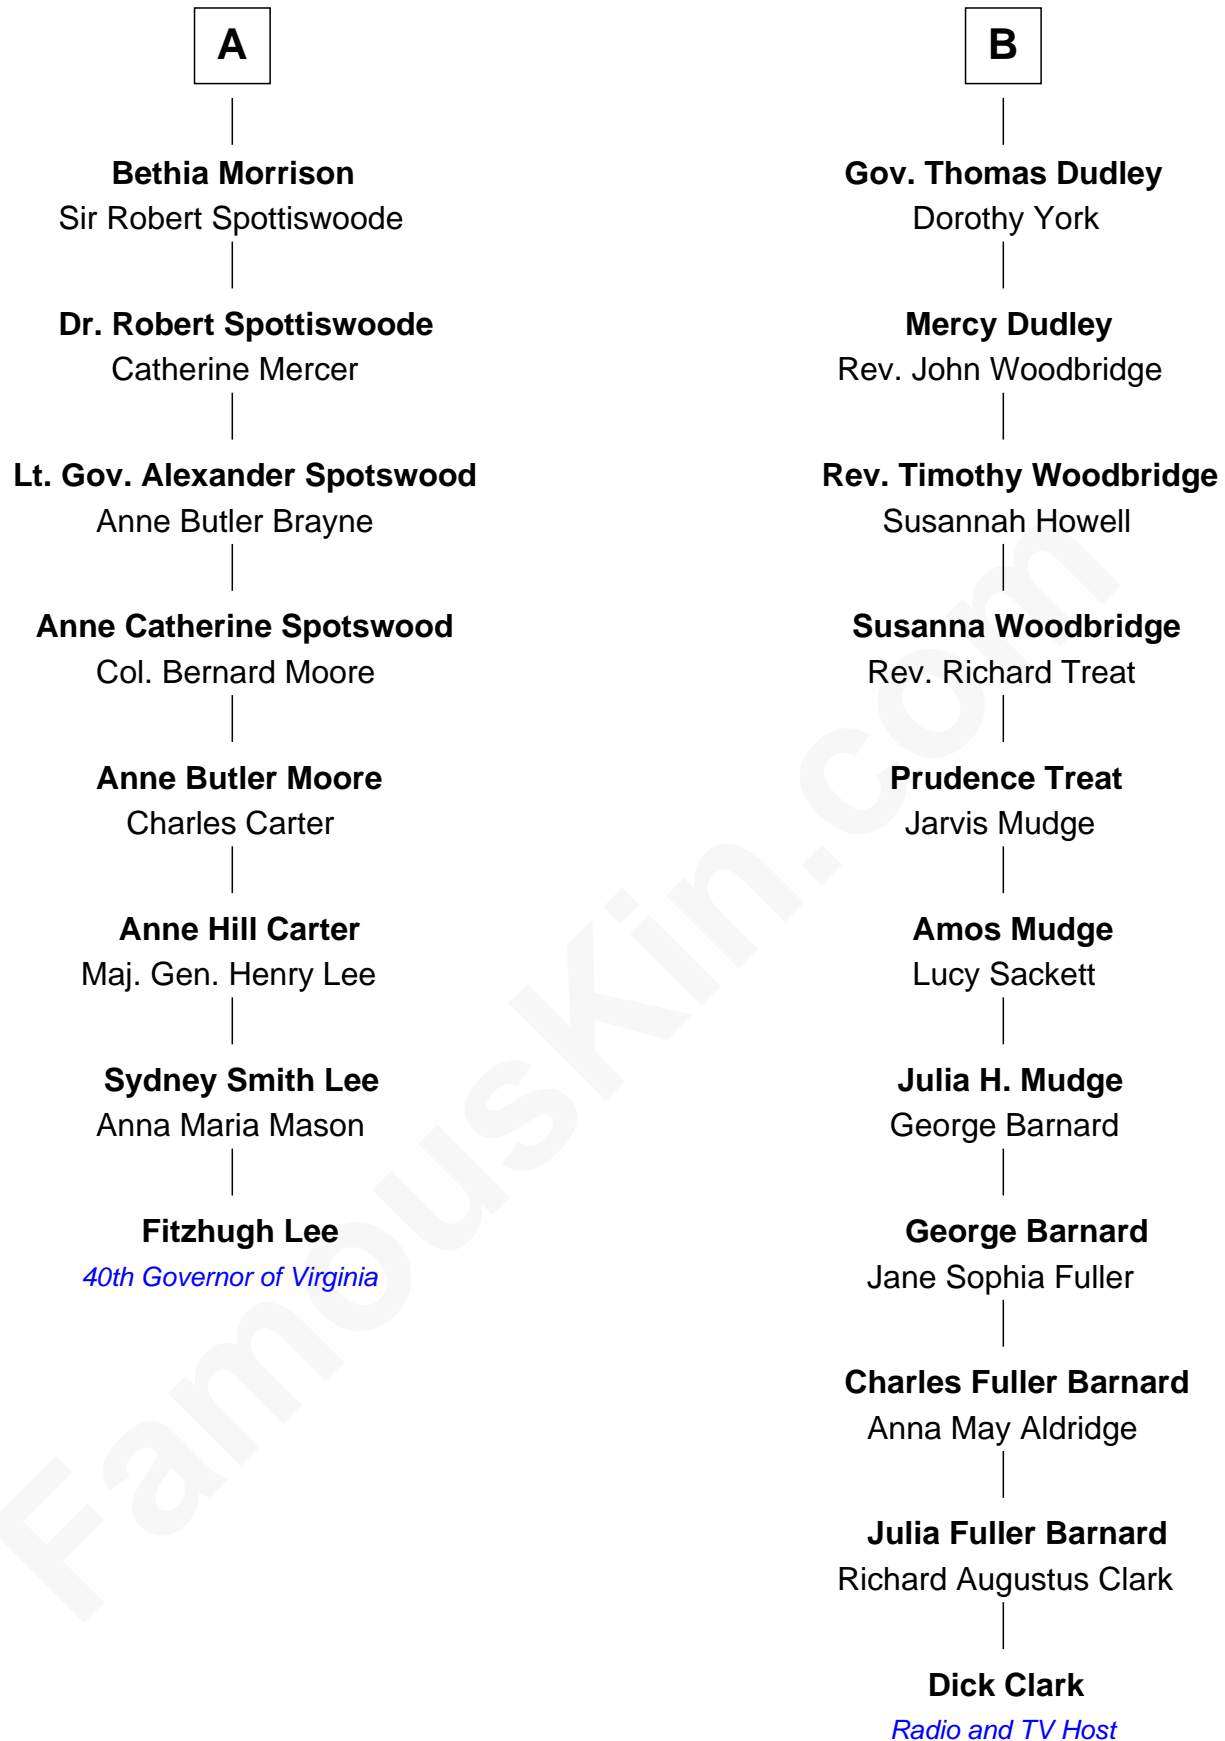 A
Bethia Morrison
Sir Robert Spottiswoode
Dr. Robert Spottiswoode
Catherine Mercer
Lt. Gov. Alexander Spotswood
Anne Butler Brayne
Anne Catherine Spotswood
Col. Bernard Moore
Anne Butler Moore
Charles Carter
Anne Hill Carter
Maj. Gen. Henry Lee
Sydney Smith Lee
Anna Maria Mason
Fitzhugh Lee
40th Governor of Virginia
B
Gov. Thomas Dudley
Dorothy York
Mercy Dudley
Rev. John Woodbridge
Rev. Timothy Woodbridge
Susannah Howell
Susanna Woodbridge
Rev. Richard Treat
Prudence Treat
Jarvis Mudge
Amos Mudge
Lucy Sackett
Julia H. Mudge
George Barnard
George Barnard
Jane Sophia Fuller
Charles Fuller Barnard
Anna May Aldridge
Julia Fuller Barnard
Richard Augustus Clark
Dick Clark
Radio and TV Host
FamousKin.com